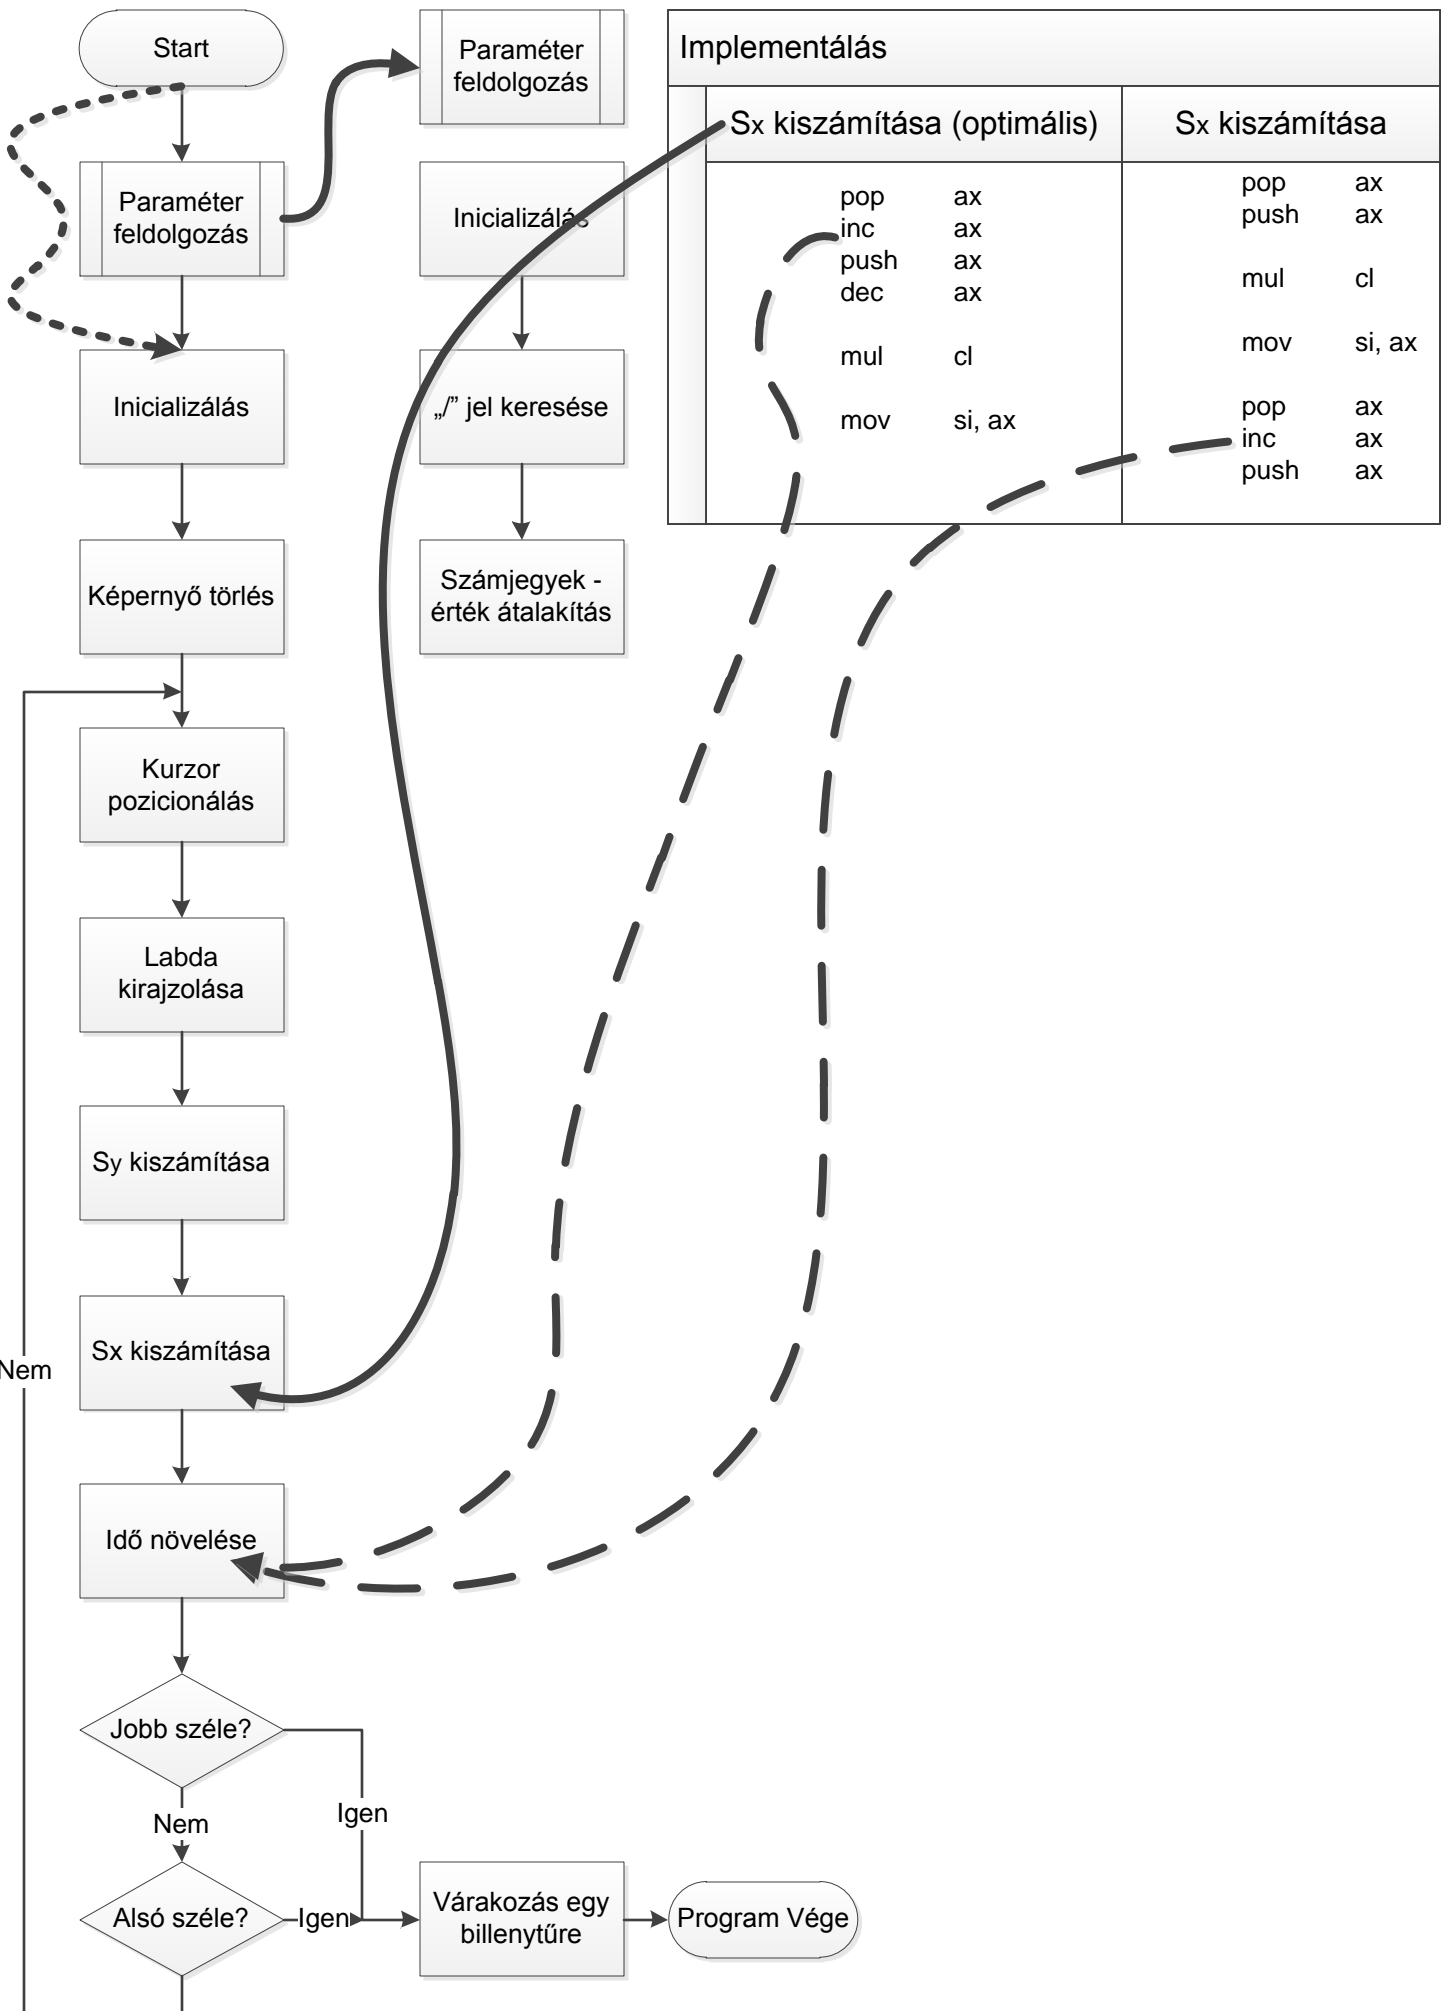 Start
Paraméter
feldolgozás
Inicializálás
Képernyő törlés
Kurzor
pozicionálás
Labda
kirajzolása
Sy kiszámítása
Sx kiszámítása
Idő növelése
Jobb széle?
Nem
Igen
Alsó széle?
Igen
Nem
Várakozás egy
billenytűre
Program Vége
Paraméter
feldolgozás
Inicializálás
„/” jel keresése
Számjegyek -
érték átalakítás
Implementálás
Sx kiszámítása (optimális)
pop ax
inc ax
push ax
dec ax
mul cl
mov si, ax
Sx kiszámítása
pop ax
push ax
mul cl
mov si, ax
pop ax
inc ax
push ax